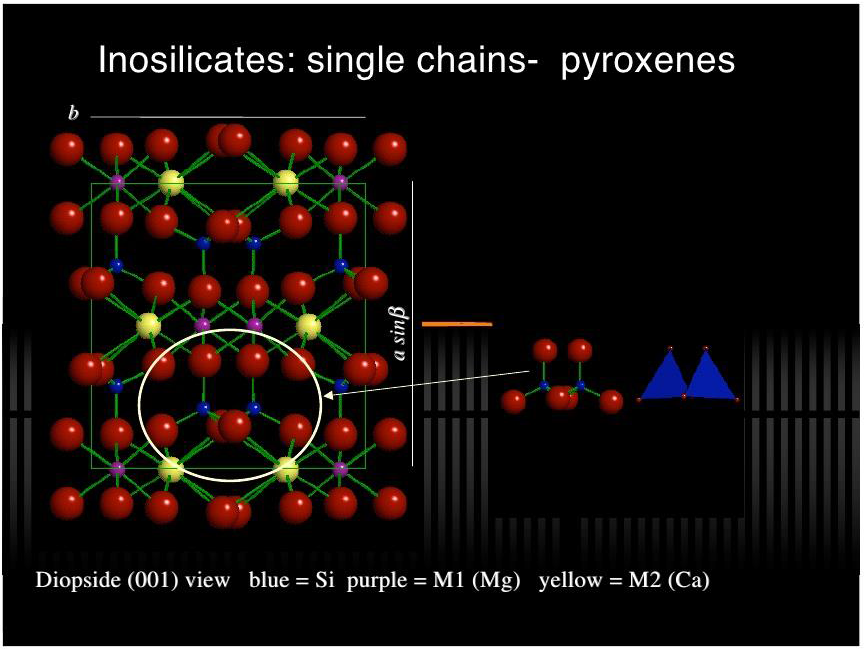 Inosilicates: single chains- pyroxenes
b
a sinβ
Diopside (001) view blue = Si purple = M1 (Mg) yellow = M2 (Ca)